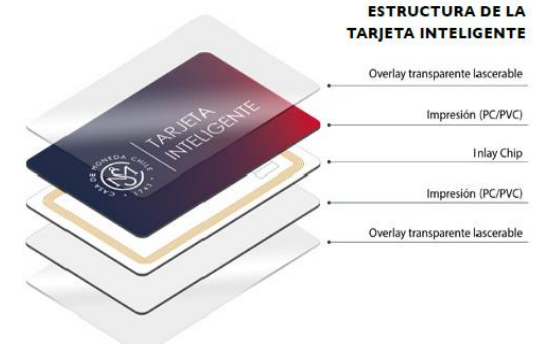 ESTRUCTURA DE LA
TARJETA INTELIGENTE
Overlay transparente lascerable
Impresión (PC/PVC)
Inlay Chip
Impresión (PC/PVC)
Overlay transparente lascerable
TARJETA
INTELIGENTE
CASA DE MONEDA CHILE
1743